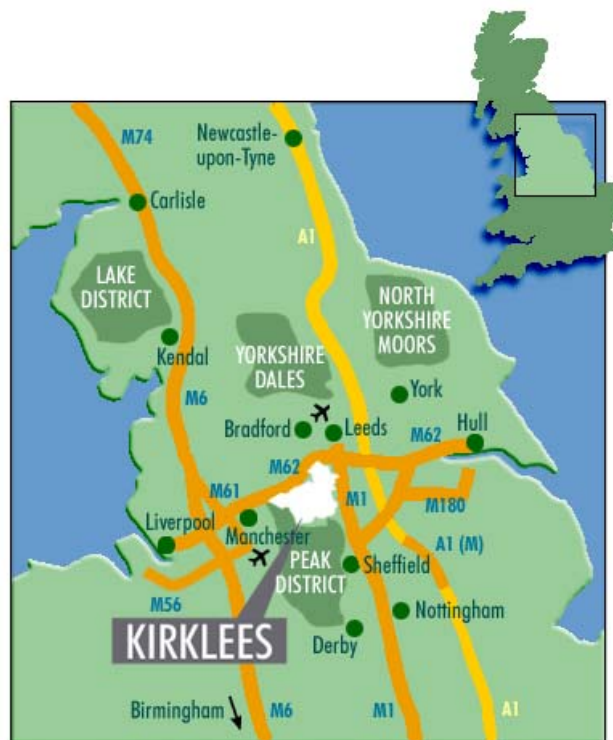 M74
Newcastle-
upon-Tyne
Carlisle
A1
LAKE
DISTRICT
NORTH
YORKSHIRE
MOORS
Kendal
YORKSHIRE
DALES
M6
York
Bradford
Leeds
Hull
M62
M62
M61
M1
M180
Liverpool
Manchester
A1 (M)
PEAK
DISTRICT
Sheffield
M56
Nottingham
KIRKLEES
Derby
Birmingham
M6
M1
A1